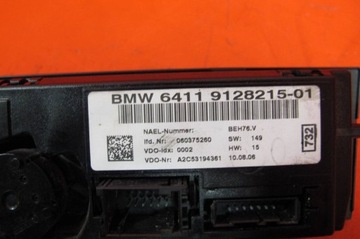 BMW 6411 9128215-01
NAEL-Nummer: BEH76.V
lfd. Nr: 060375260 SW: 149
VDO-Idx: 0002 HW: 15
VDO-Nr: A2C53194361 10.08.06
732